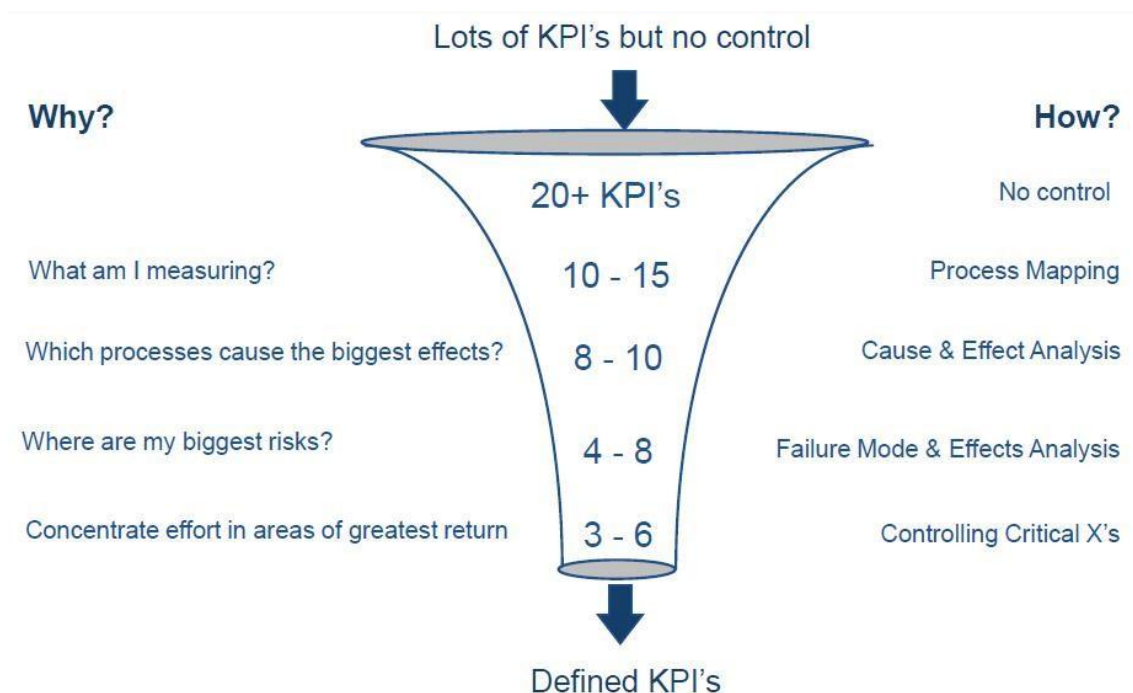 Lots of KPI's but no control
Why?
How?
20+ KPI's
No control
What am I measuring?
10 - 15
Process Mapping
Which processes cause the biggest effects?
8 - 10
Cause & Effect Analysis
Where are my biggest risks?
4 - 8
Failure Mode & Effects Analysis
Concentrate effort in areas of greatest return
3 - 6
Controlling Critical X's
Defined KPI's